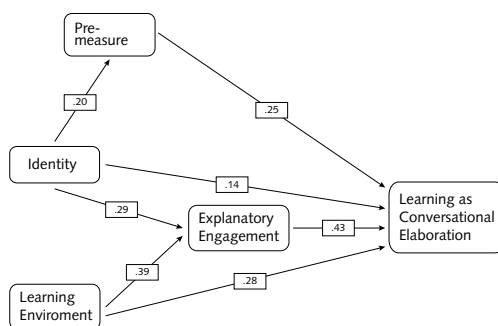 Pre-
measure
.20
.25
Identity
.14
Learning as
Conversational
Elaboration
.29
Explanatory
Engagement
.43
.39
.28
Learning
Enviroment